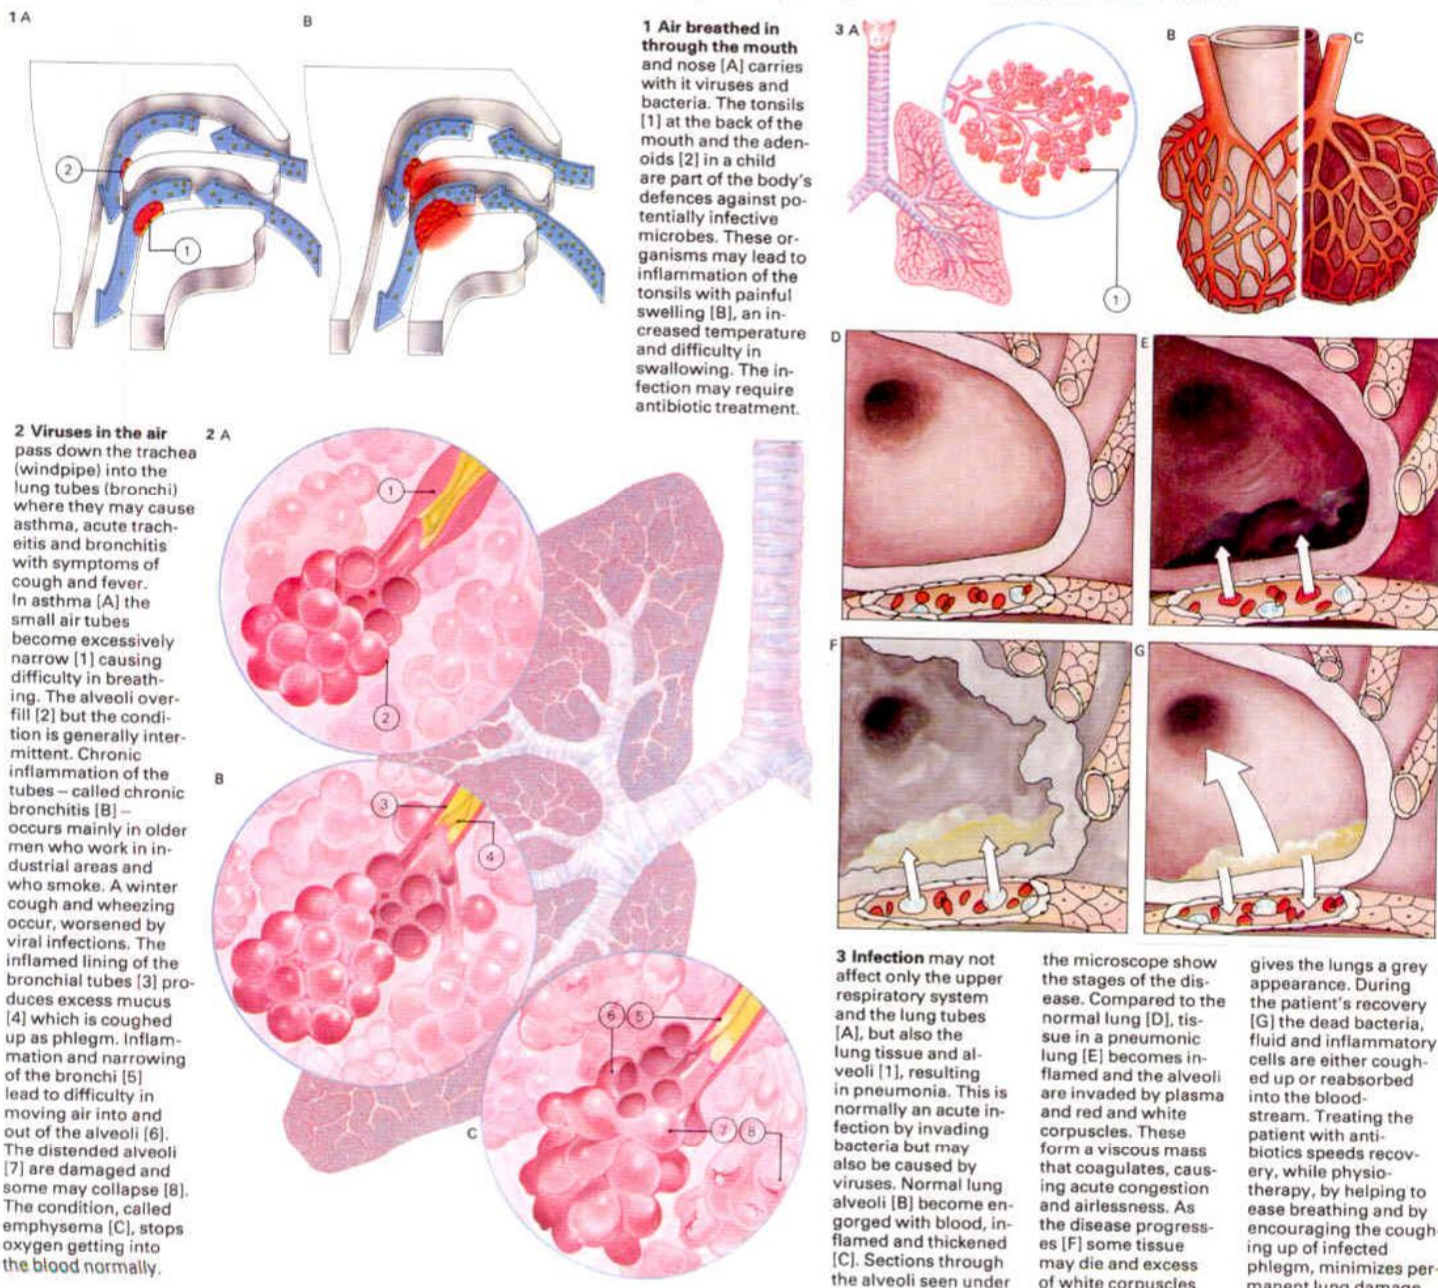 1 A
B
2
1
1 Air breathed in
through the mouth
and nose [A] carries
with it viruses and
bacteria. The tonsils
[1] at the back of the
mouth and the aden-
oids [2] in a child
are part of the body's
defences against po-
tentially infective
microbes. These or-
ganisms may lead to
inflammation of the
tonsils with painful
swelling [B], an in-
creased temperature
and difficulty in
swallowing. The in-
fection may require
antibiotic treatment.
3 A
1
B
C
D
E
F
G
2 Viruses in the air
pass down the trachea
(windpipe) into the
lung tubes (bronchi)
where they may cause
asthma, acute trach-
eitis and bronchitis
with symptoms of
cough and fever.
In asthma [A] the
small air tubes
become excessively
narrow [1] causing
difficulty in breath-
ing. The alveoli over-
fill [2] but the condi-
tion is generally inter-
mittent. Chronic
inflammation of the
tubes – called chronic
bronchitis [B] –
occurs mainly in older
men who work in in-
dustrial areas and
who smoke. A winter
cough and wheezing
occur, worsened by
viral infections. The
inflamed lining of the
bronchial tubes [3] pro-
duces excess mucus
[4] which is coughed
up as phlegm. Inflam-
mation and narrowing
of the bronchi [5]
lead to difficulty in
moving air into and
out of the alveoli [6].
The distended alveoli
[7] are damaged and
some may collapse [8].
The condition, called
emphysema [C], stops
oxygen getting into
the blood normally.
2 A
1
2
B
3
4
C
6 5
7 8
3 Infection may not
affect only the upper
respiratory system
and the lung tubes
[A], but also the
lung tissue and al-
veoli [1], resulting
in pneumonia. This is
normally an acute in-
fection by invading
bacteria but may
also be caused by
viruses. Normal lung
alveoli [B] become en-
gorged with blood, in-
flamed and thickened
[C]. Sections through
the alveoli seen under
the microscope show
the stages of the dis-
ease. Compared to the
normal lung [D], tis-
sue in a pneumonic
lung [E] becomes in-
flamed and the alveoli
are invaded by plasma
and red and white
corpuscles. These
form a viscous mass
that coagulates, caus-
ing acute congestion
and airlessness. As
the disease progress-
es [F] some tissue
may die and excess
of white corpuscles
gives the lungs a grey
appearance. During
the patient's recovery
[G] the dead bacteria,
fluid and inflammatory
cells are either cough-
ed up or reabsorbed
into the blood-
stream. Treating the
patient with anti-
biotics speeds recov-
ery, while physio-
therapy, by helping to
ease breathing and by
encouraging the cough-
ing up of infected
phlegm, minimizes per-
manent lung damage